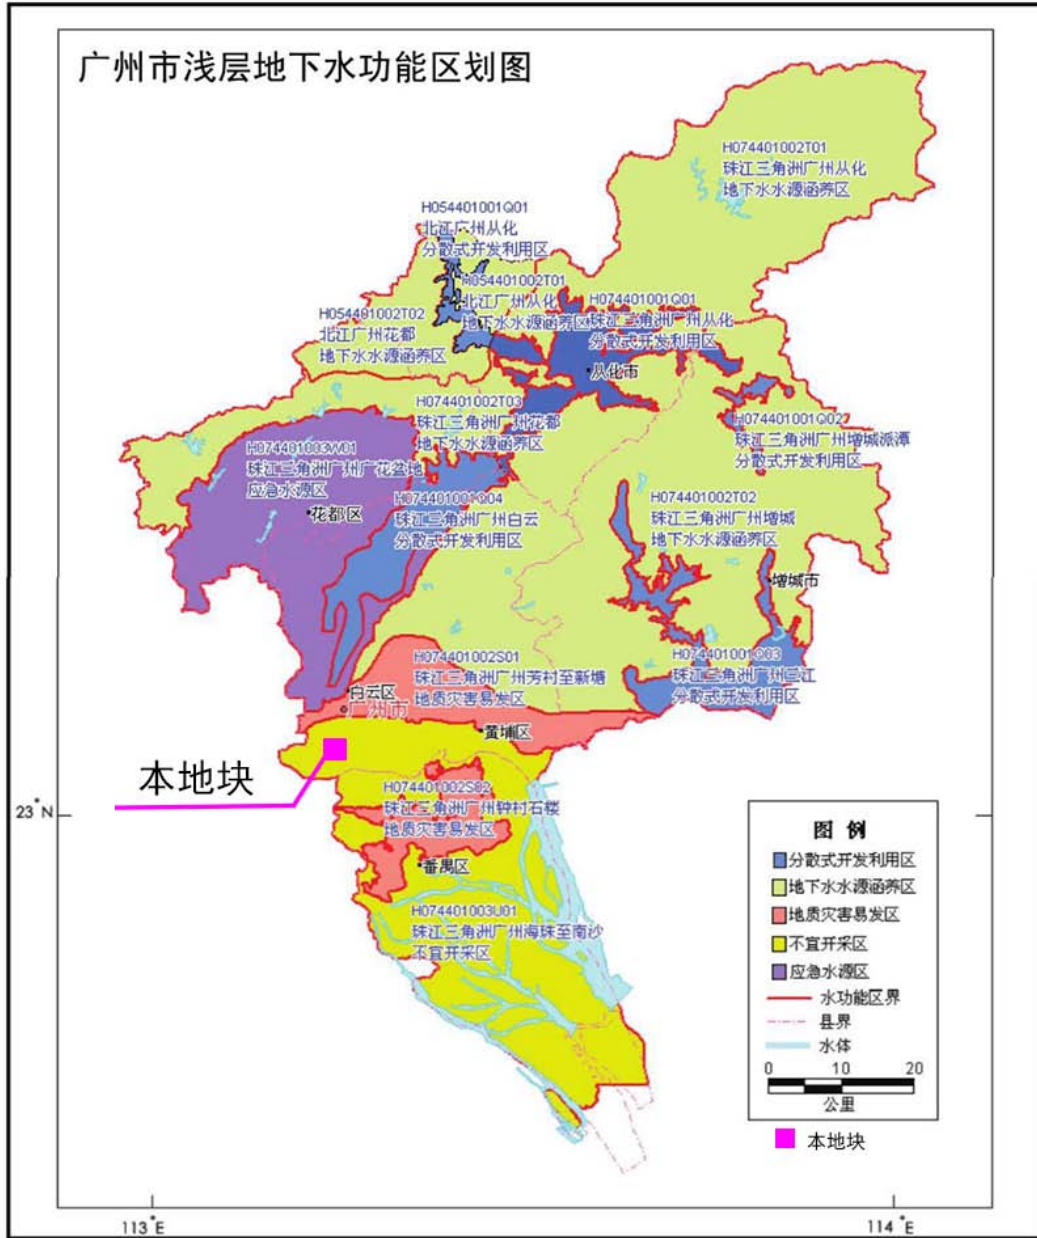 广州市浅层地下水功能区划图
H074401002T01
珠江三角洲广州从化
地下水水源涵养区
H054401001Q01
北江广州从化
分散式开发利用区
H054401002T01
北江广州从化
地下水水源涵养区
H074401001Q01
珠江三角洲广州从化
分散式开发利用区
H054401002T02
北江广州花都
地下水水源涵养区
从化市
H074401002T03
珠江三角洲广州花都
地下水水源涵养区
H074401001Q02
珠江三角洲广州增城派潭
分散式开发利用区
H074401003W01
珠江三角洲广州广花盆地
应急水源区
花都区
H074401001Q04
珠江三角洲广州白云
分散式开发利用区
H074401002T02
珠江三角洲广州增城
地下水水源涵养区
增城市
H074401002S01
珠江三角洲广州芳村至新塘
地质灾害易发区
H074401001Q03
珠江三角洲广州三江
分散式开发利用区
白云区
广州市
黄埔区
本地块
H074401002S02
珠江三角洲广州钟村石楼
地质灾害易发区
番禺区
H074401003U01
珠江三角洲广州海珠至南沙
不宜开采区
23°N
图 例
分散式开发利用区
地下水水源涵养区
地质灾害易发区
不宜开采区
应急水源区
水功能区界
县界
水体
0 10 20
公里
本地块
113°E
114°E